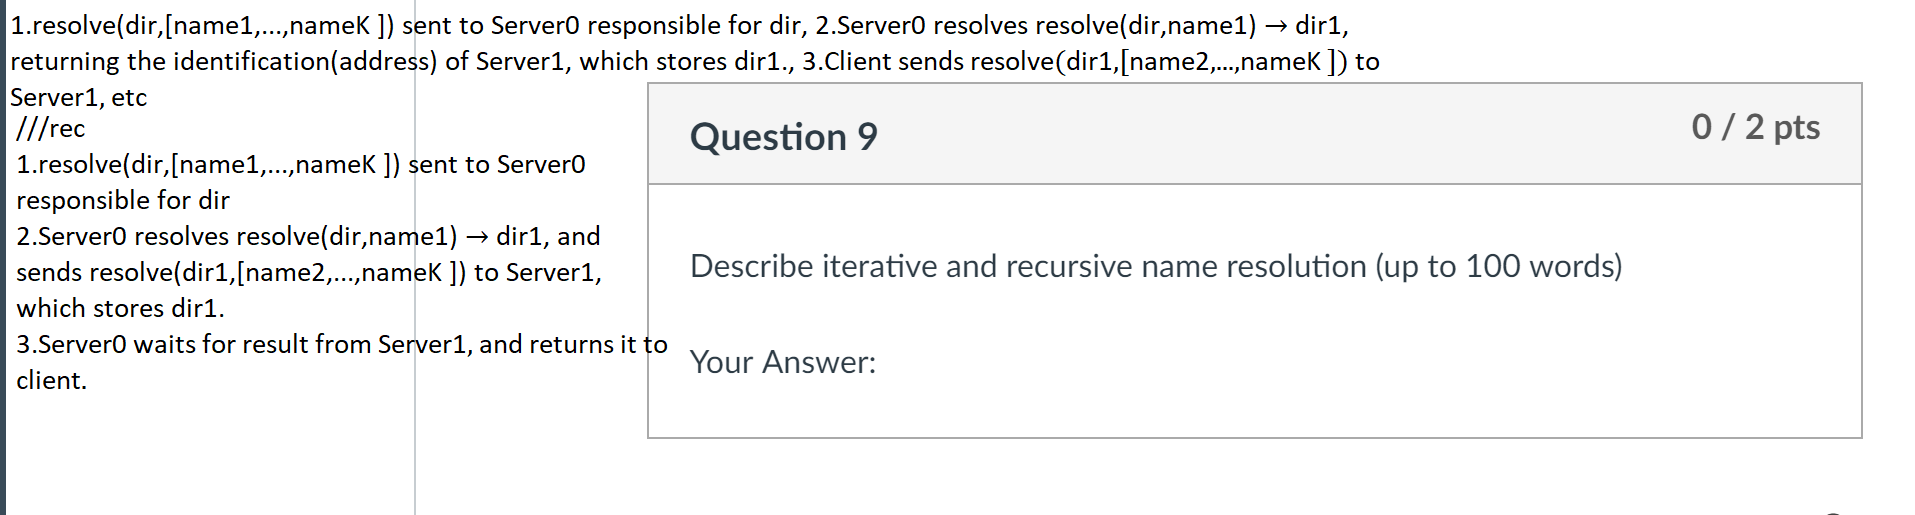 1.resolve(dir,[name1,...,nameK ]) sent to Server0 responsible for dir, 2.Server0 resolves resolve(dir,name1) → dir1,
returning the identification(address) of Server1, which stores dir1., 3.Client sends resolve(dir1,[name2,...,nameK ]) to
Server1, etc
///rec
1.resolve(dir,[name1,...,nameK ]) sent to Server0
responsible for dir
2.Server0 resolves resolve(dir,name1) → dir1, and
sends resolve(dir1,[name2,...,nameK ]) to Server1,
which stores dir1.
3.Server0 waits for result from Server1, and returns it to
client.
Question 9
0 / 2 pts
Describe iterative and recursive name resolution (up to 100 words)
Your Answer: